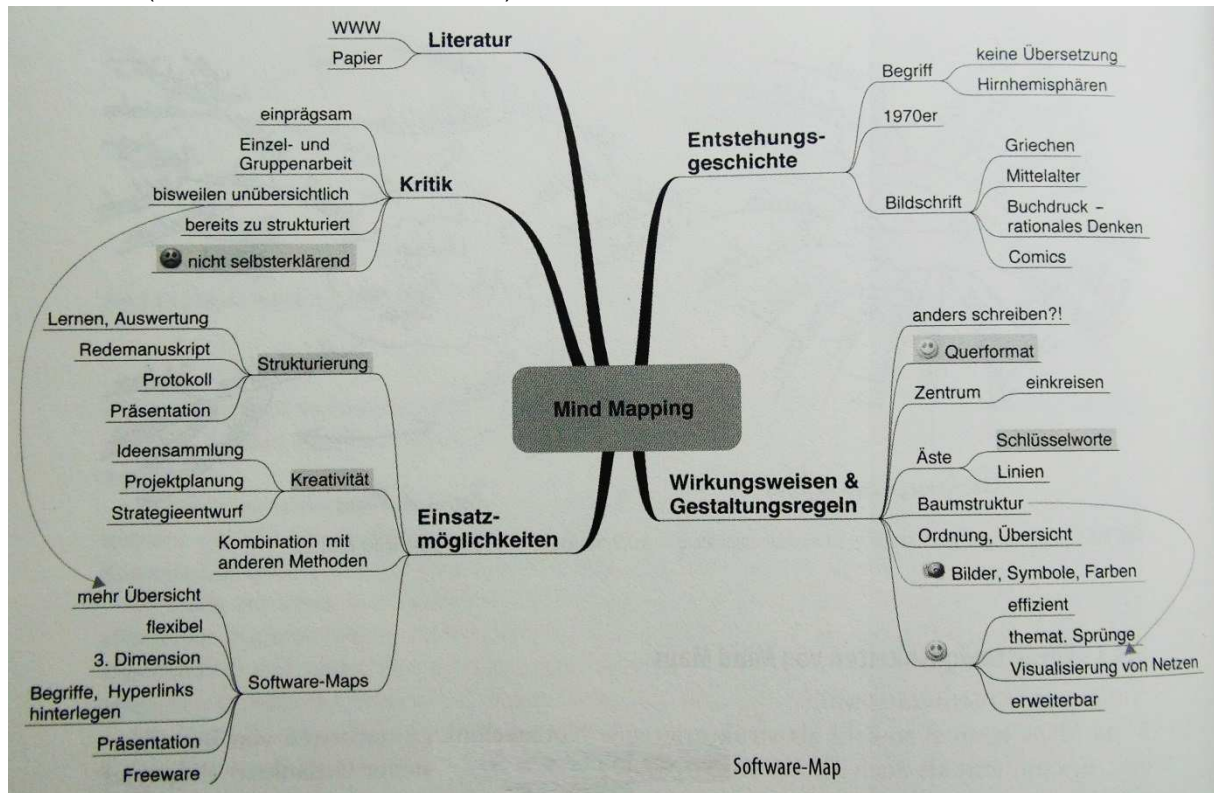 WWW
Papier
Literatur
einprägsam
Einzel- und
Gruppenarbeit
bisweilen unübersichtlich
bereits zu strukturiert
nicht selbsterklärend
Kritik
Lernen, Auswertung
Redemanuskript
Protokoll
Präsentation
Strukturierung
Ideensammlung
Projektplanung
Strategieentwurf
Kreativität
Kombination mit
anderen Methoden
Einsatz-
möglichkeiten
mehr Übersicht
flexibel
3. Dimension
Begriffe, Hyperlinks
hinterlegen
Präsentation
Freeware
Software-Maps
Mind Mapping
Entstehungs-
geschichte
Begriff
keine Übersetzung
Hirnhemisphären
1970er
Bildschrift
Griechen
Mittelalter
Buchdruck –
rationales Denken
Comics
Wirkungsweisen &
Gestaltungsregeln
anders schreiben?!
Querformat
Zentrum
einkreisen
Äste
Schlüsselworte
Linien
Baumstruktur
Ordnung, Übersicht
Bilder, Symbole, Farben
effizient
themat. Sprünge
Visualisierung von Netzen
erweiterbar
Software-Map